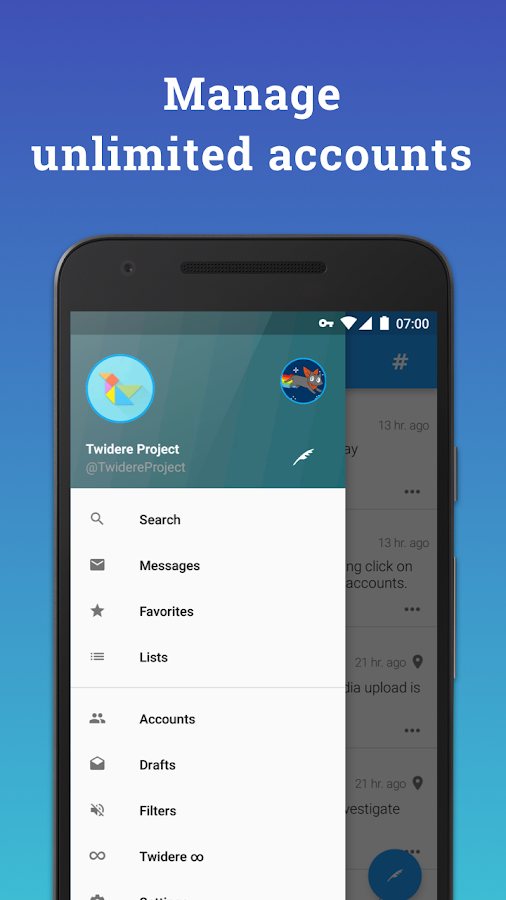 Manage
unlimited accounts
07:00
#
13 hr. ago
Twidere Project
@TwidereProject
ay
Search
13 hr. ago
Messages
ng click on
accounts.
Favorites
Lists
21 hr. ago
dia upload is
Accounts
Drafts
21 hr. ago
Filters
vestigate
Twidere ∞
Settings